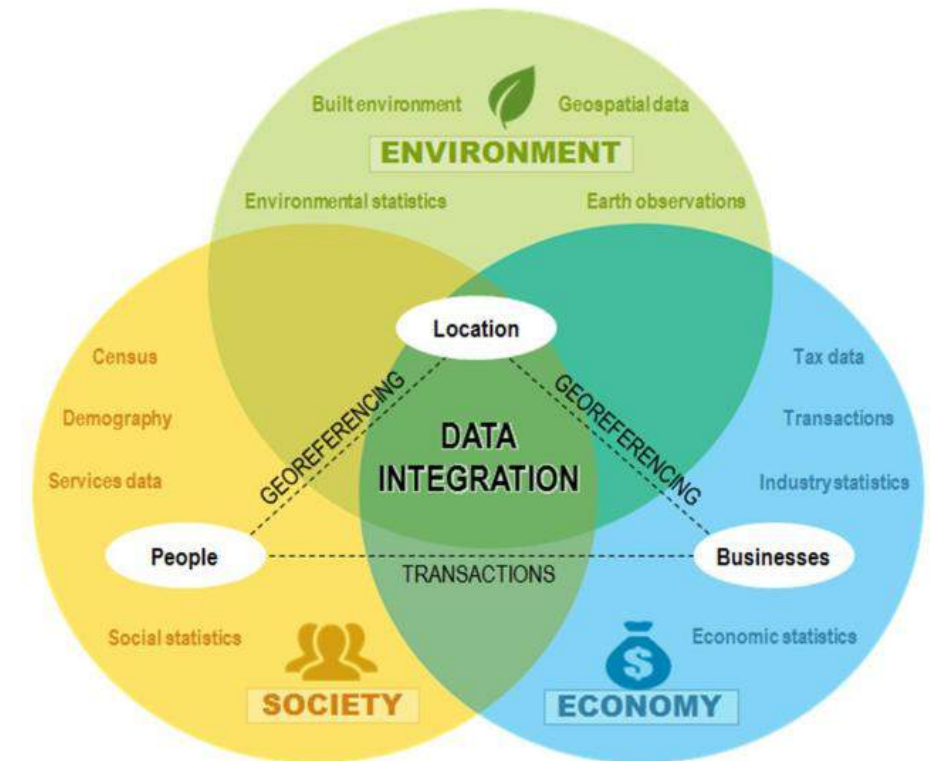 Built environment
Geospatial data
ENVIRONMENT
Environmental statistics
Earth observations
Location
Census
Tax data
GEOREFERENCING
GEOREFERENCING
Demography
Transactions
DATA
INTEGRATION
Services data
Industry statistics
People
Businesses
TRANSACTIONS
Social statistics
Economic statistics
$
SOCIETY
ECONOMY